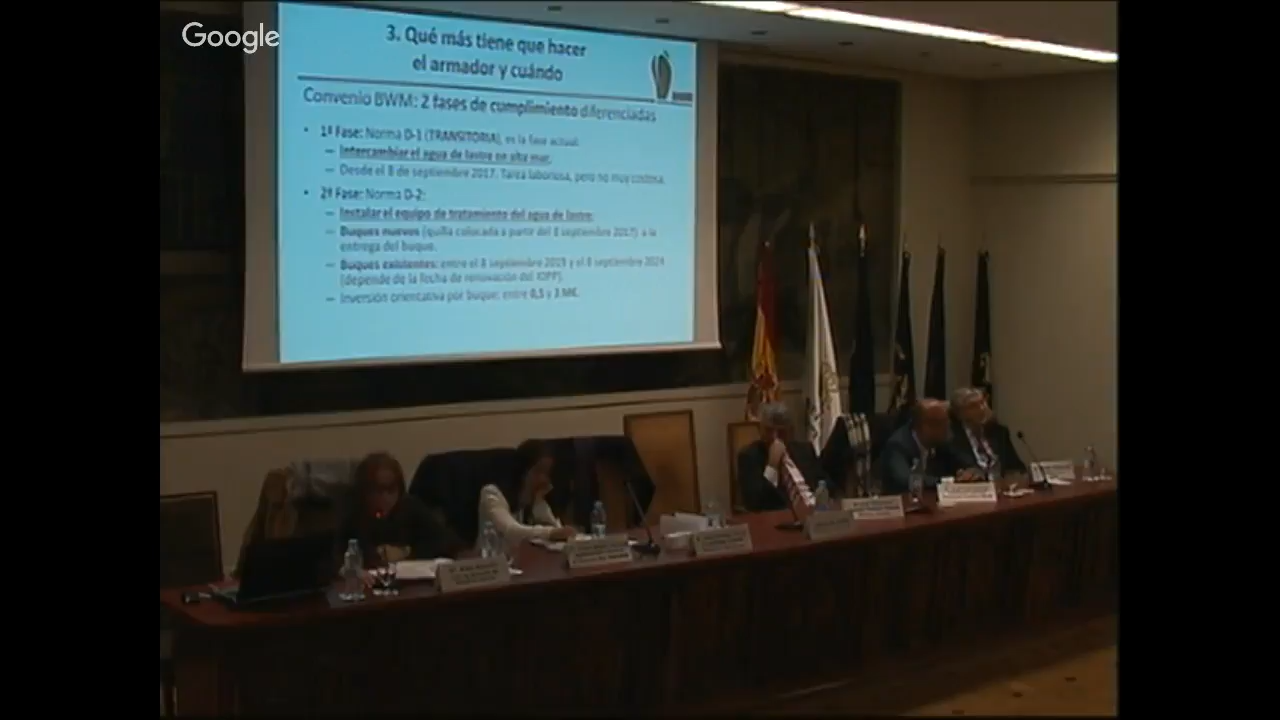 Google
3. Qué más tiene que hacer
el armador y cuándo
Convenio BWM: 2 fases de cumplimiento diferenciadas
• 1ª Fase: Norma D-1 (TRANSITORIA), es la fase actual:
– Intercambiar el agua de lastre en alta mar.
– Desde el 8 de septiembre 2017. Tarea laboriosa, pero no muy costosa.
• 2ª Fase: Norma D-2:
– Instalar el equipo de tratamiento del agua de lastre:
– Buques nuevos (quilla colocada a partir del 8 septiembre 2017) a la
entrega del buque.
– Buques existentes: entre el 8 septiembre 2019 y el 8 septiembre 2024
(depende de la fecha de renovación del IOPP).
– Inversión orientativa por buque: entre 0,5 y 3 M€.